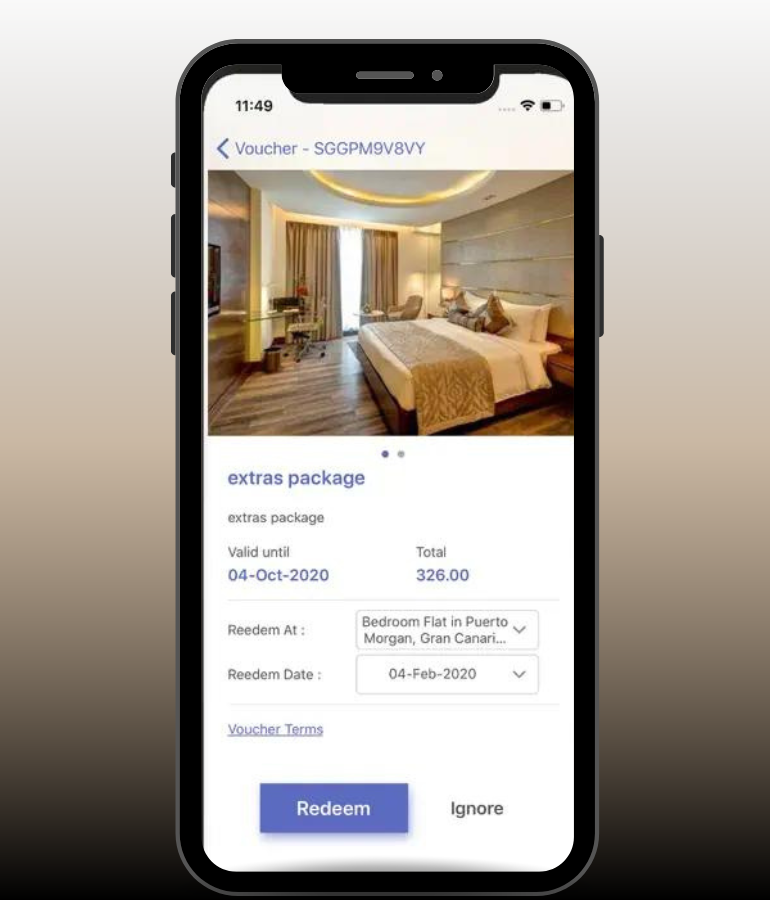 11:49
Voucher - SGGPM9V8VY
extras package
extras package
Valid until
Total
04-Oct-2020
326.00
Reedem At :
Bedroom Flat in Puerto
Morgan, Gran Canari...
Reedem Date :
04-Feb-2020
Voucher Terms
Redeem
Ignore